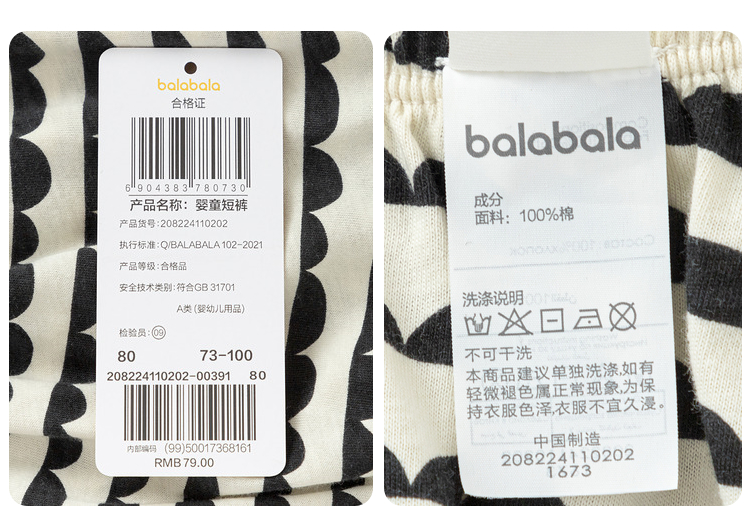 balabala
合格证
6 904383 780730
产品名称：婴童短裤
产品货号：208224110202
执行标准：Q/BALABALA 102-2021
产品等级：合格品
安全技术类别：符合GB 31701
A类 (婴幼儿用品)
检验员：09
80 73-100
208224110202-00391 80
内部编码 (99)50017368161
RMB 79.00
balabala
成分
面料：100%棉
洗涤说明
不可干洗
本商品建议单独洗涤,如有
轻微褪色属正常现象,为保
持衣服色泽,衣服不宜久浸。
中国制造
208224110202
1673